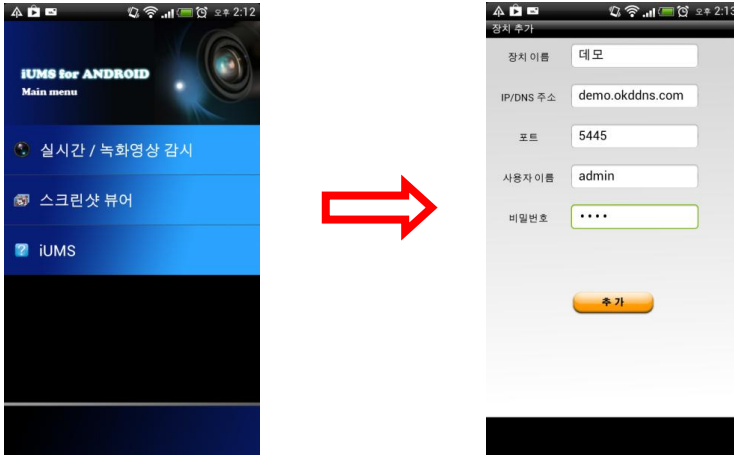 오후 2:12
iUMS for ANDROID
Main menu
실시간 / 녹화영상 감시
스크린샷 뷰어
iUMS
오후 2:13
장치 추가
장치 이름 데모
IP/DNS 주소 demo.okddns.com
포트 5445
사용자 이름 admin
비밀번호 ••••
추 가